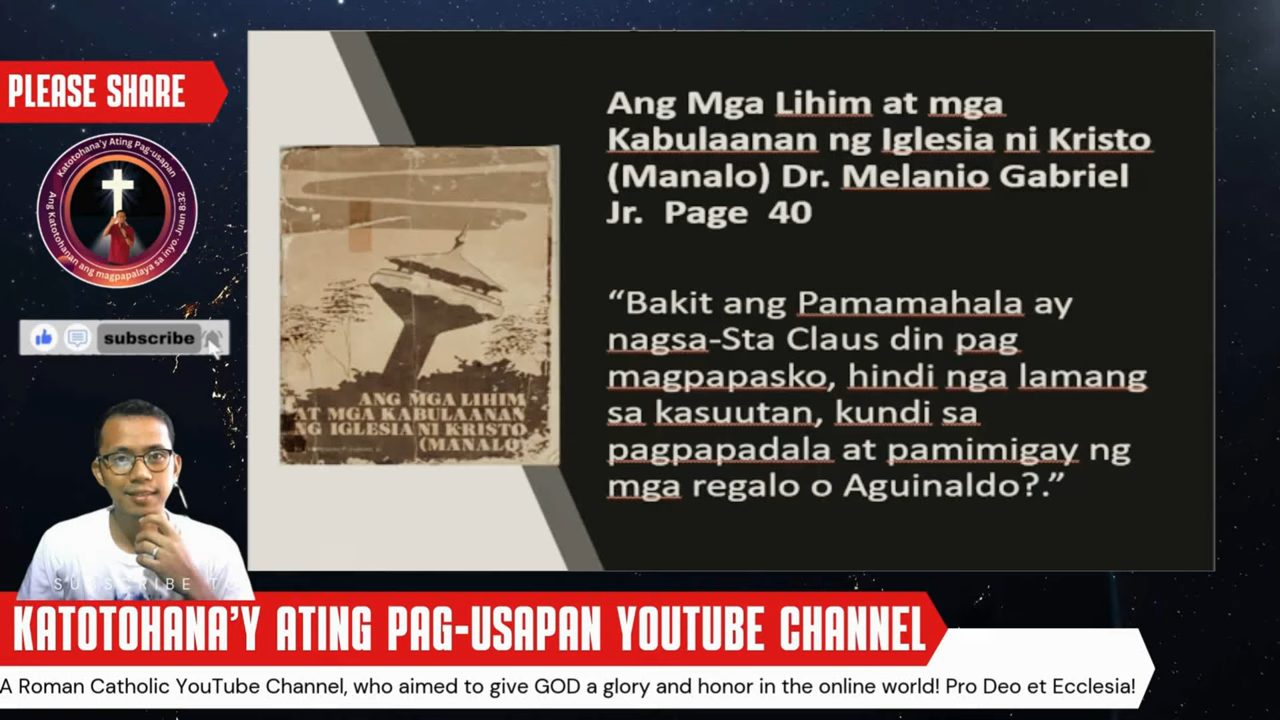 PLEASE SHARE
Katotohana'y Ating Pag-usapan
Ang Katotohanan ang magpapalaya sa inyo. Juan 8:32
subscribe
Ang Mga Lihim at mga
Kabulaanan ng Iglesia ni Kristo
(Manalo) Dr. Melanio Gabriel
Jr. Page 40
“Bakit ang Pamamahala ay
nagsa-Sta Claus din pag
magpapasko, hindi nga lamang
sa kasuutan, kundi sa
pagpapadala at pamimigay ng
mga regalo o Aguinaldo?.”
ANG MGA LIHIM
AT MGA KABULAANAN
NG IGLESIA NI KRISTO
(MANALO)
SUBSCRIBE
KATOTOHANA'Y ATING PAG-USAPAN YOUTUBE CHANNEL
A Roman Catholic YouTube Channel, who aimed to give GOD a glory and honor in the online world! Pro Deo et Ecclesia!